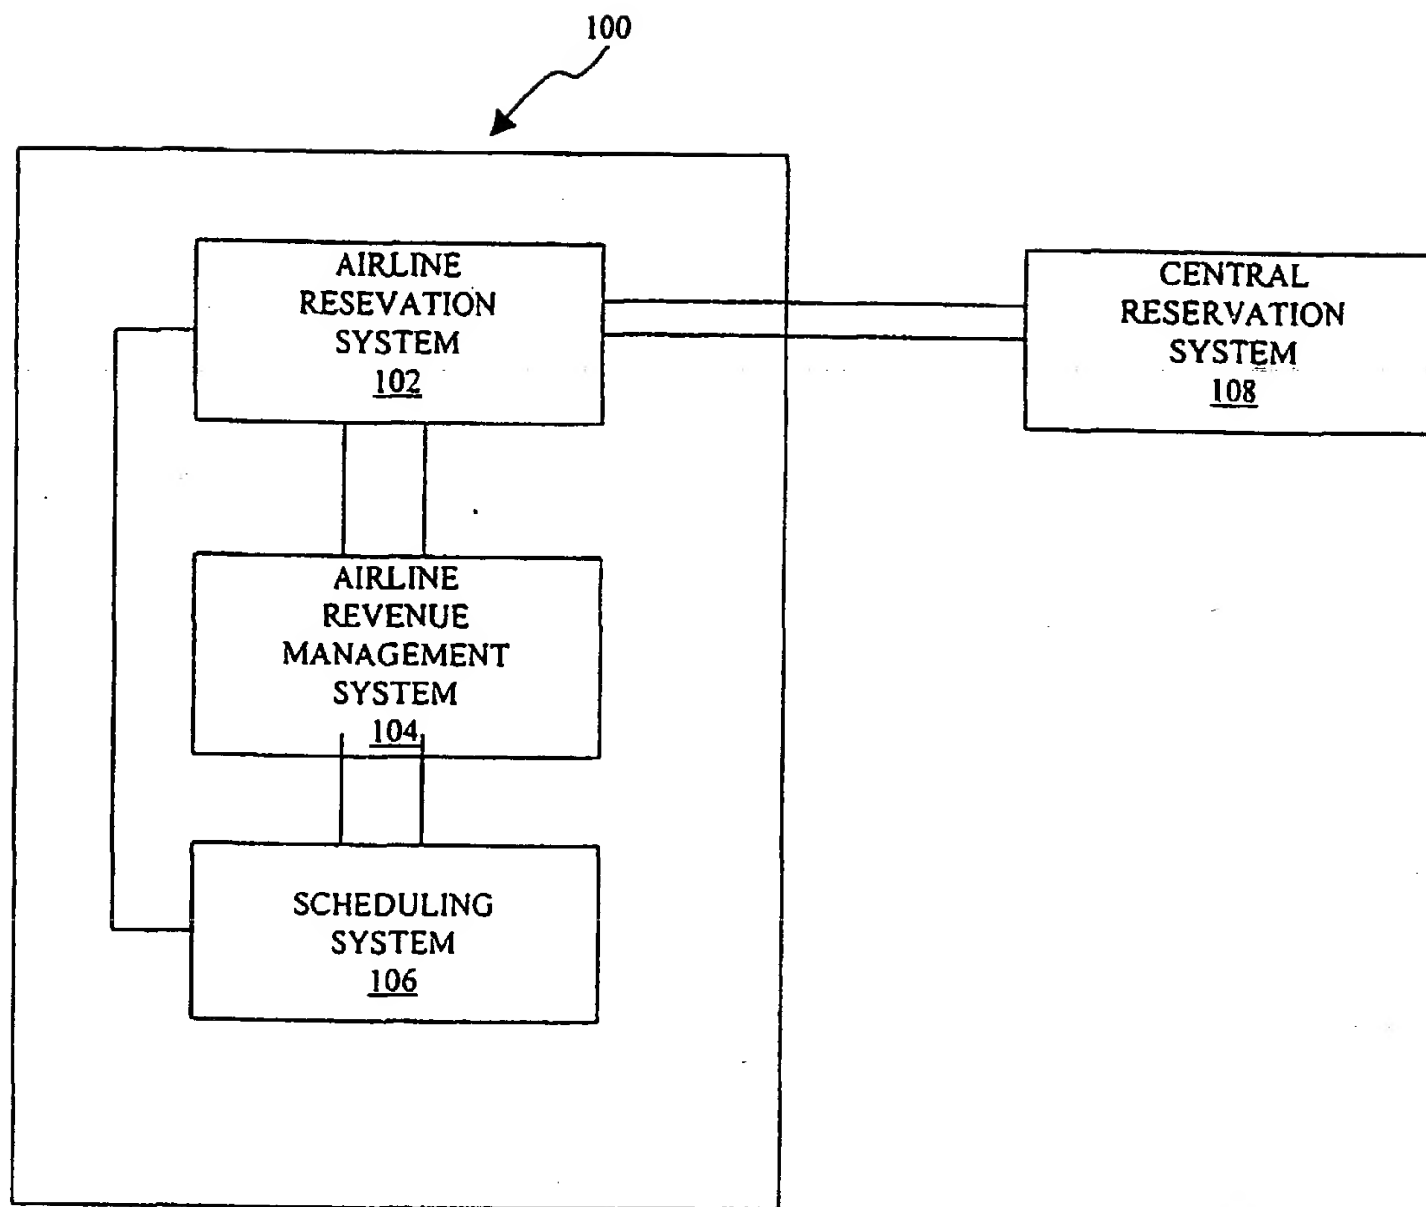 100
AIRLINE
RESEVATION
SYSTEM
102
CENTRAL
RESERVATION
SYSTEM
108
AIRLINE
REVENUE
MANAGEMENT
SYSTEM
104
SCHEDULING
SYSTEM
106